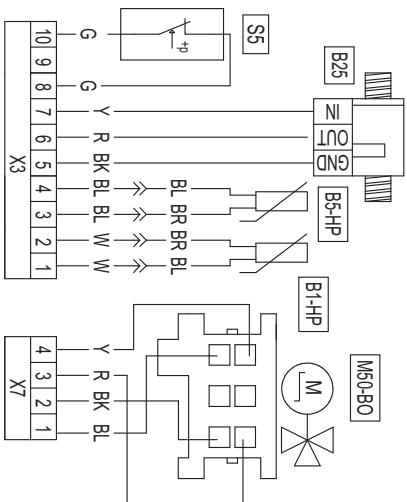 S5
+p
10 G
9
8 G
B25
7 Y IN
6 R OUT
5 BK GND
X3
B5-HP
4 BL BL
3 BL BR
B1-HP
2 W BR
1 W BL
M50-BO
M
4 Y
3 R
2 BK
1 BL
X7